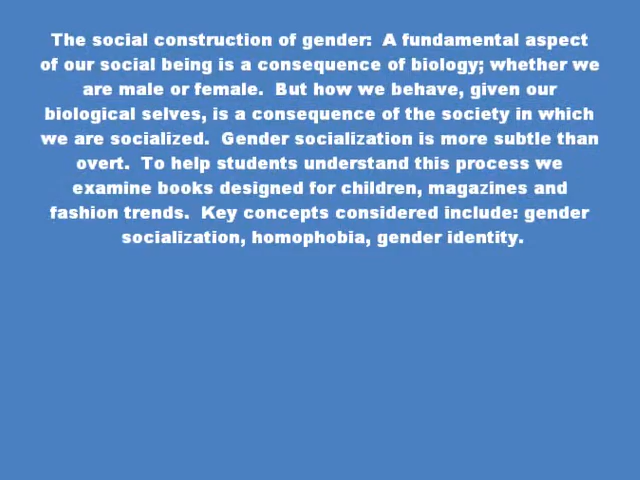 The social construction of gender:  A fundamental aspect
of our social being is a consequence of biology; whether we
are male or female.  But how we behave, given our
biological selves, is a consequence of the society in which
we are socialized.  Gender socialization is more subtle than
overt.  To help students understand this process we
examine books designed for children, magazines and
fashion trends.  Key concepts considered include: gender
socialization, homophobia, gender identity.